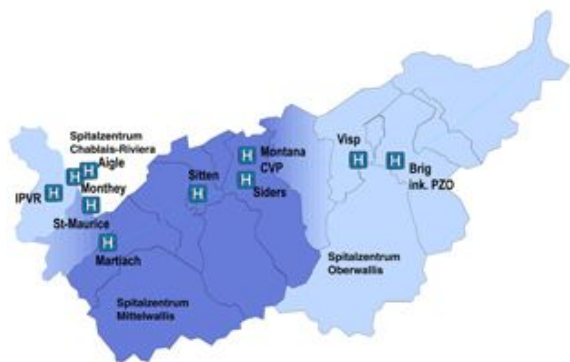 Spitalzentrum
Chablais-Riviera
Aigle
H
H
IPVR
H
Monthey
H
St-Maurice
H
Martiach
Sitten
H
H
Montana
CVP
H
Siders
Visp
H
H
Brig
ink. PZO
Spitalzentrum
Oberwallis
Spitalzentrum
Mittelwallis